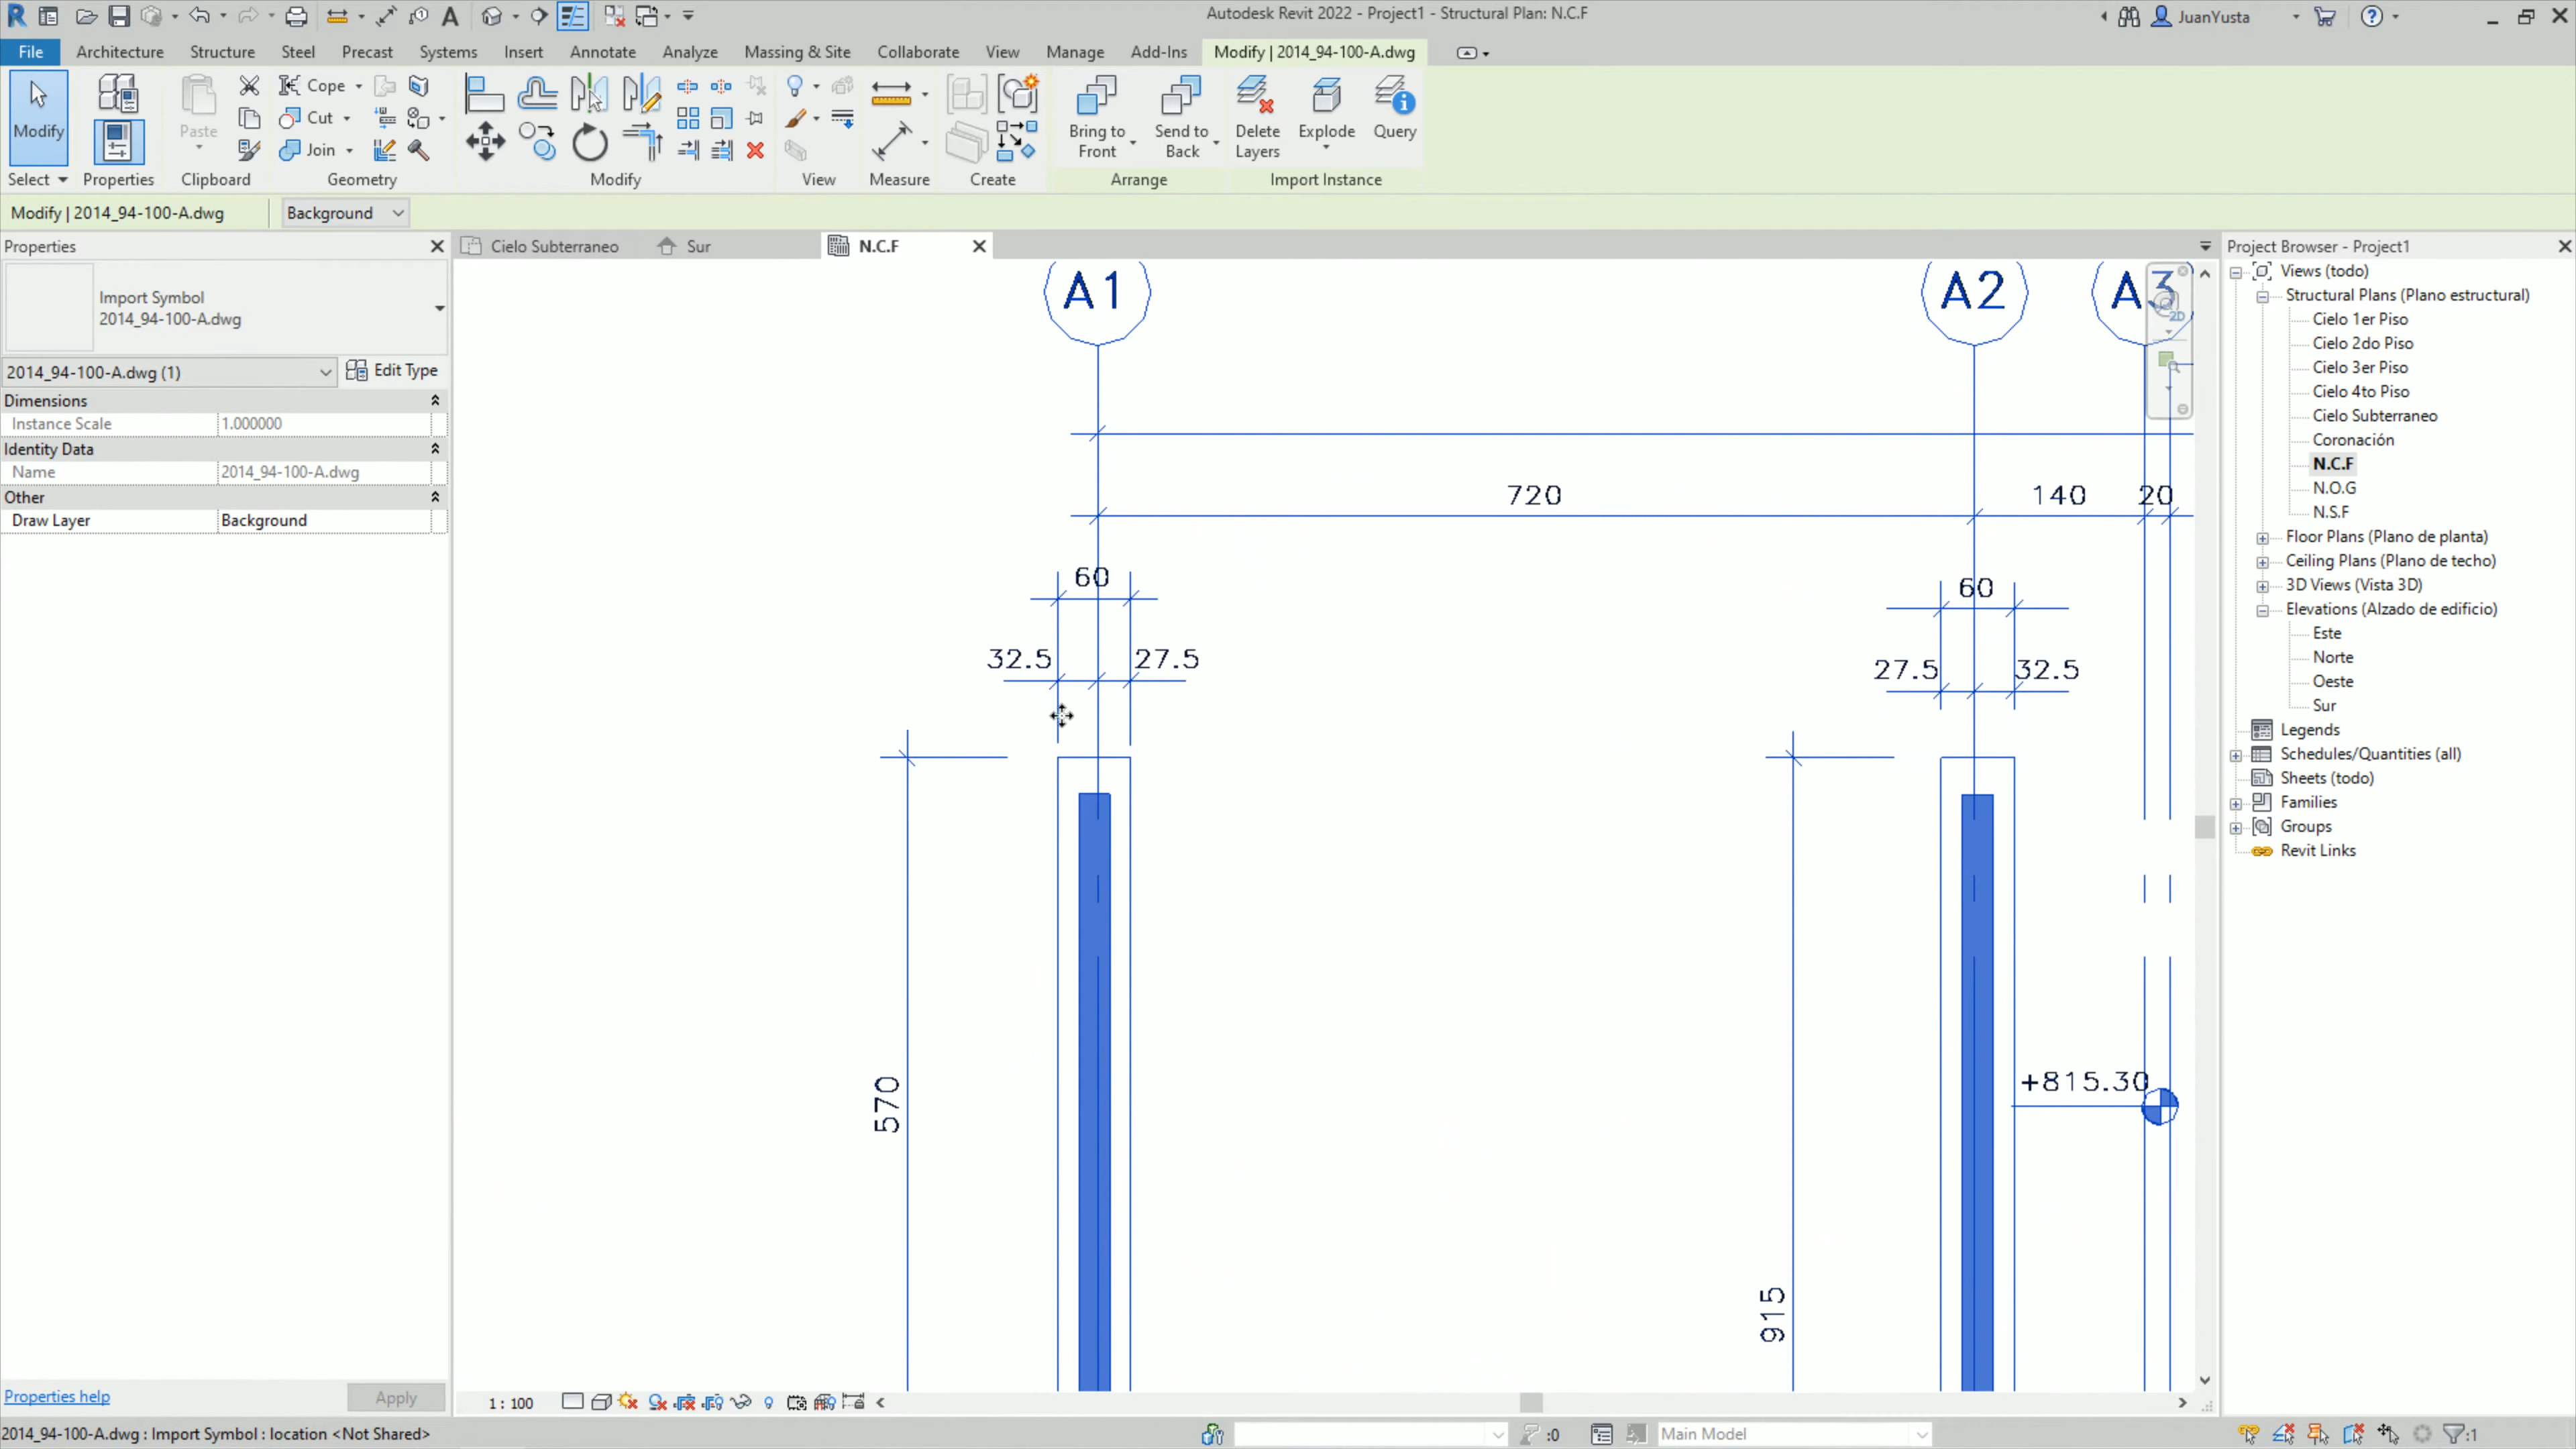 Autodesk Revit 2022 - Project1 - Structural Plan: N.C.F
JuanYusta
File Architecture Structure Steel Precast Systems Insert Annotate Analyze Massing & Site Collaborate View Manage Add-Ins Modify | 2014_94-100-A.dwg
Modify
Paste
Cope
Cut
Join
Bring to Front
Send to Back
Delete Layers
Explode
Query
Select Properties Clipboard Geometry Modify View Measure Create Arrange Import Instance
Modify | 2014_94-100-A.dwg Background
Properties
Import Symbol
2014_94-100-A.dwg
2014_94-100-A.dwg (1) Edit Type
Dimensions
Instance Scale 1.000000
Identity Data
Name 2014_94-100-A.dwg
Other
Draw Layer Background
Properties help Apply
Cielo Subterraneo Sur N.C.F
A1 A2 A3
2D
720 140 20
60 60
32.5 27.5 27.5 32.5
570
+815.30
915
1 : 100
Project Browser - Project1
Views (todo)
Structural Plans (Plano estructural)
Cielo 1er Piso
Cielo 2do Piso
Cielo 3er Piso
Cielo 4to Piso
Cielo Subterraneo
Coronación
N.C.F
N.O.G
N.S.F
Floor Plans (Plano de planta)
Ceiling Plans (Plano de techo)
3D Views (Vista 3D)
Elevations (Alzado de edificio)
Este
Norte
Oeste
Sur
Legends
Schedules/Quantities (all)
Sheets (todo)
Families
Groups
Revit Links
2014_94-100-A.dwg : Import Symbol : location <Not Shared> :0 Main Model :1